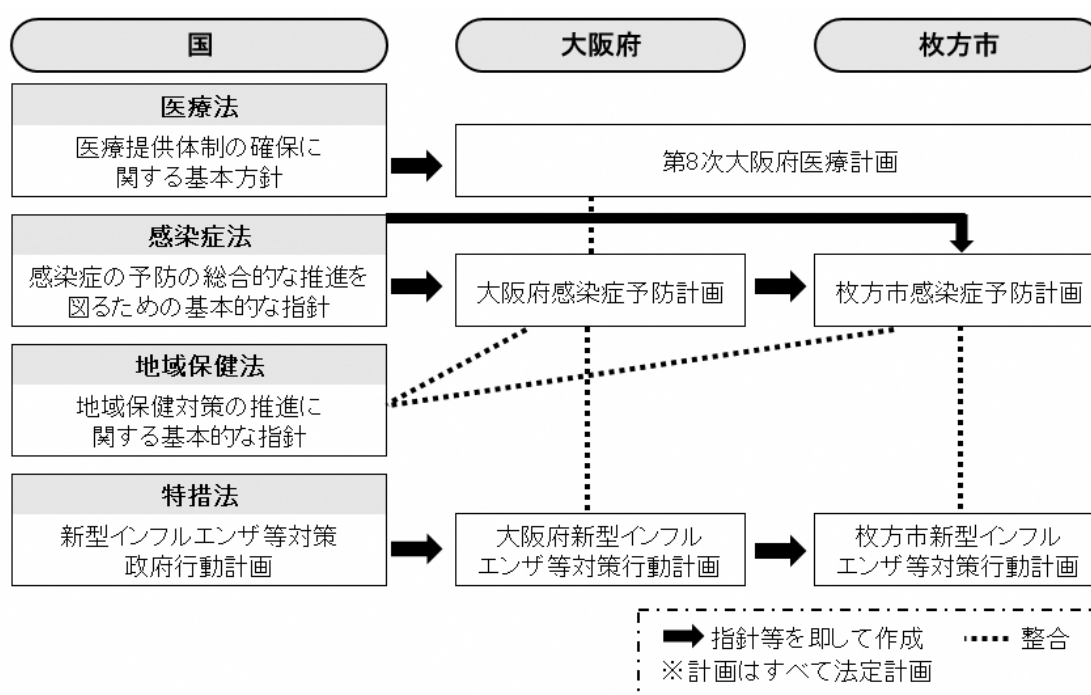 国
大阪府
枚方市
医療法
医療提供体制の確保に
関する基本方針
第8次大阪府医療計画
感染症法
感染症の予防の総合的な推進を
図るための基本的な指針
大阪府感染症予防計画
枚方市感染症予防計画
地域保健法
地域保健対策の推進に
関する基本的な指針
特措法
新型インフルエンザ等対策
政府行動計画
大阪府新型インフル
エンザ等対策行動計画
枚方市新型インフル
エンザ等対策行動計画
指針等を即して作成
整合
※計画はすべて法定計画